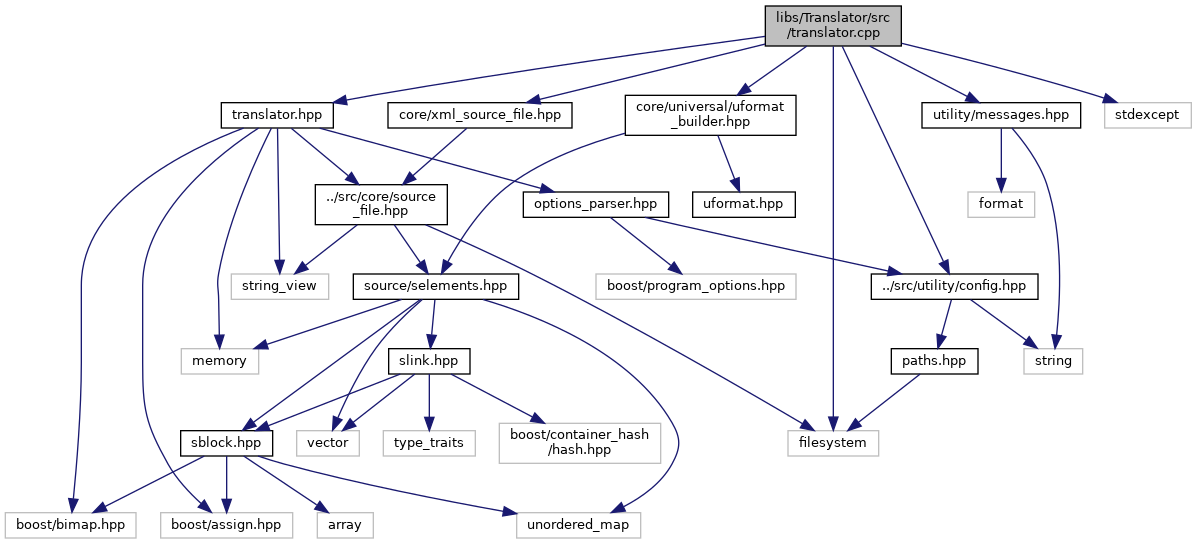 libs/Translator/src
/translator.cpp
translator.hpp
core/xml_source_file.hpp
core/universal/uformat
_builder.hpp
utility/messages.hpp
stdexcept
../src/core/source
_file.hpp
options_parser.hpp
uformat.hpp
format
string_view
source/selements.hpp
boost/program_options.hpp
../src/utility/config.hpp
memory
slink.hpp
paths.hpp
string
sblock.hpp
vector
type_traits
boost/container_hash
/hash.hpp
filesystem
boost/bimap.hpp
boost/assign.hpp
array
unordered_map